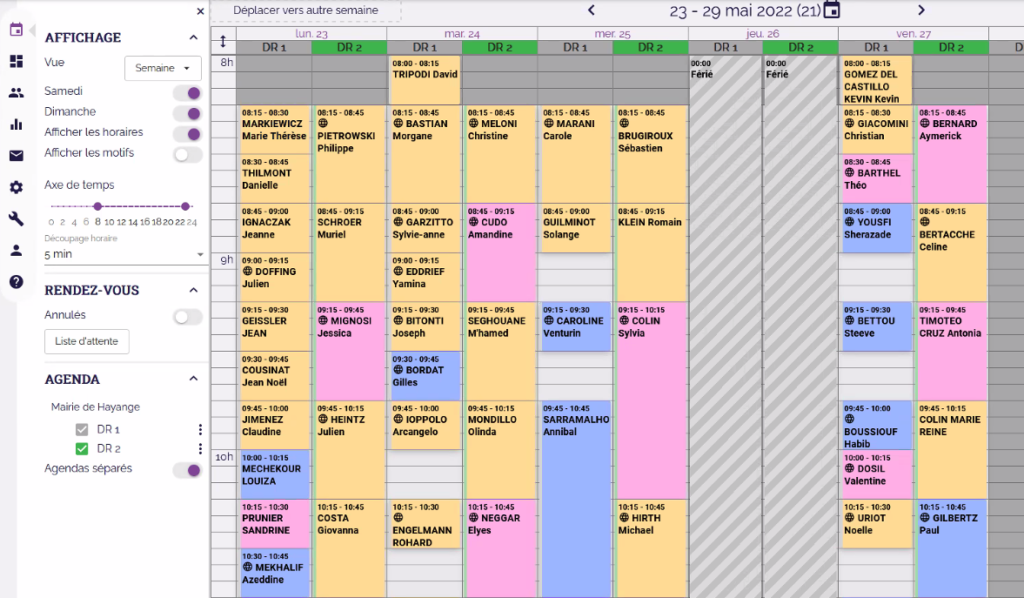 ×
Déplacer vers autre semaine
23 - 29 mai 2022 (21)
AFFICHAGE
Vue
Semaine
Samedi
Dimanche
Afficher les horaires
Afficher les motifs
Axe de temps
0 2 4 6 8 10 12 14 16 18 20 22 24
Découpage horaire
5 min
RENDEZ-VOUS
Annulés
Liste d'attente
AGENDA
Mairie de Hayange
DR 1
DR 2
Agendas séparés
lun. 23
mar. 24
mer. 25
jeu. 26
ven. 27
DR 1
DR 2
DR 1
DR 2
DR 1
DR 2
DR 1
DR 2
DR 1
DR 2
D
8h
9h
10h
08:15 - 08:30
MARKIEWICZ
Marie Thérèse
08:30 - 08:45
THILMONT
Danielle
08:45 - 09:00
IGNACZAK
Jeanne
09:00 - 09:15
DOFFING
Julien
09:15 - 09:30
GEISSLER
JEAN
09:30 - 09:45
COUSINAT
Jean Noël
09:45 - 10:00
JIMENEZ
Claudine
10:00 - 10:15
MECHEKOUR
LOUIZA
10:15 - 10:30
PRUNIER
SANDRINE
10:30 - 10:45
MEKHALIF
Azeddine
08:15 - 08:45
PIETROWSKI
Philippe
08:45 - 09:15
SCHROER
Muriel
09:15 - 09:45
MIGNOSI
Jessica
09:45 - 10:15
HEINTZ
Julien
10:15 - 10:45
COSTA
Giovanna
08:00 - 08:15
TRIPODI David
08:15 - 08:45
BASTIAN
Morgane
08:45 - 09:00
GARZITTO
Sylvie-anne
09:00 - 09:15
EDDRIEF
Yamina
09:15 - 09:30
BITONTI
Joseph
09:30 - 09:45
BORDAT
Gilles
09:45 - 10:00
IOPPOLO
Arcangelo
10:15 - 10:30
ENGELMANN
ROHARD
08:15 - 08:45
MELONI
Christine
08:45 - 09:15
CUDO
Amandine
09:15 - 09:45
SEGHOUANE
M'hamed
09:45 - 10:15
MONDILLO
Olinda
10:15 - 10:45
NEGGAR
Elyes
08:15 - 08:45
MARANI
Carole
08:45 - 09:00
GUILMINOT
Solange
09:15 - 09:30
CAROLINE
Venturin
09:45 - 10:45
SARRAMALHO
Annibal
08:15 - 08:45
BRUGIROUX
Sébastien
08:45 - 09:15
KLEIN Romain
09:15 - 10:15
COLIN
Sylvia
10:15 - 10:45
HIRTH
Michael
00:00
Férié
00:00
Férié
08:00 - 08:15
GOMEZ DEL
CASTILLO
KEVIN Kevin
08:15 - 08:30
GIACOMINI
Christian
08:30 - 08:45
BARTHEL
Théo
08:45 - 09:00
YOUSFI
Sherazade
09:15 - 09:30
BETTOU
Steeve
09:45 - 10:00
BOUSSIOUF
Habib
10:00 - 10:15
DOSIL
Valentine
10:15 - 10:30
URIOT
Noelle
08:15 - 08:45
BERNARD
Aymerick
08:45 - 09:15
BERTACCHE
Celine
09:15 - 09:45
TIMOTEO
CRUZ Antonia
09:45 - 10:15
COLIN MARIE
REINE
10:15 - 10:45
GILBERTZ
Paul